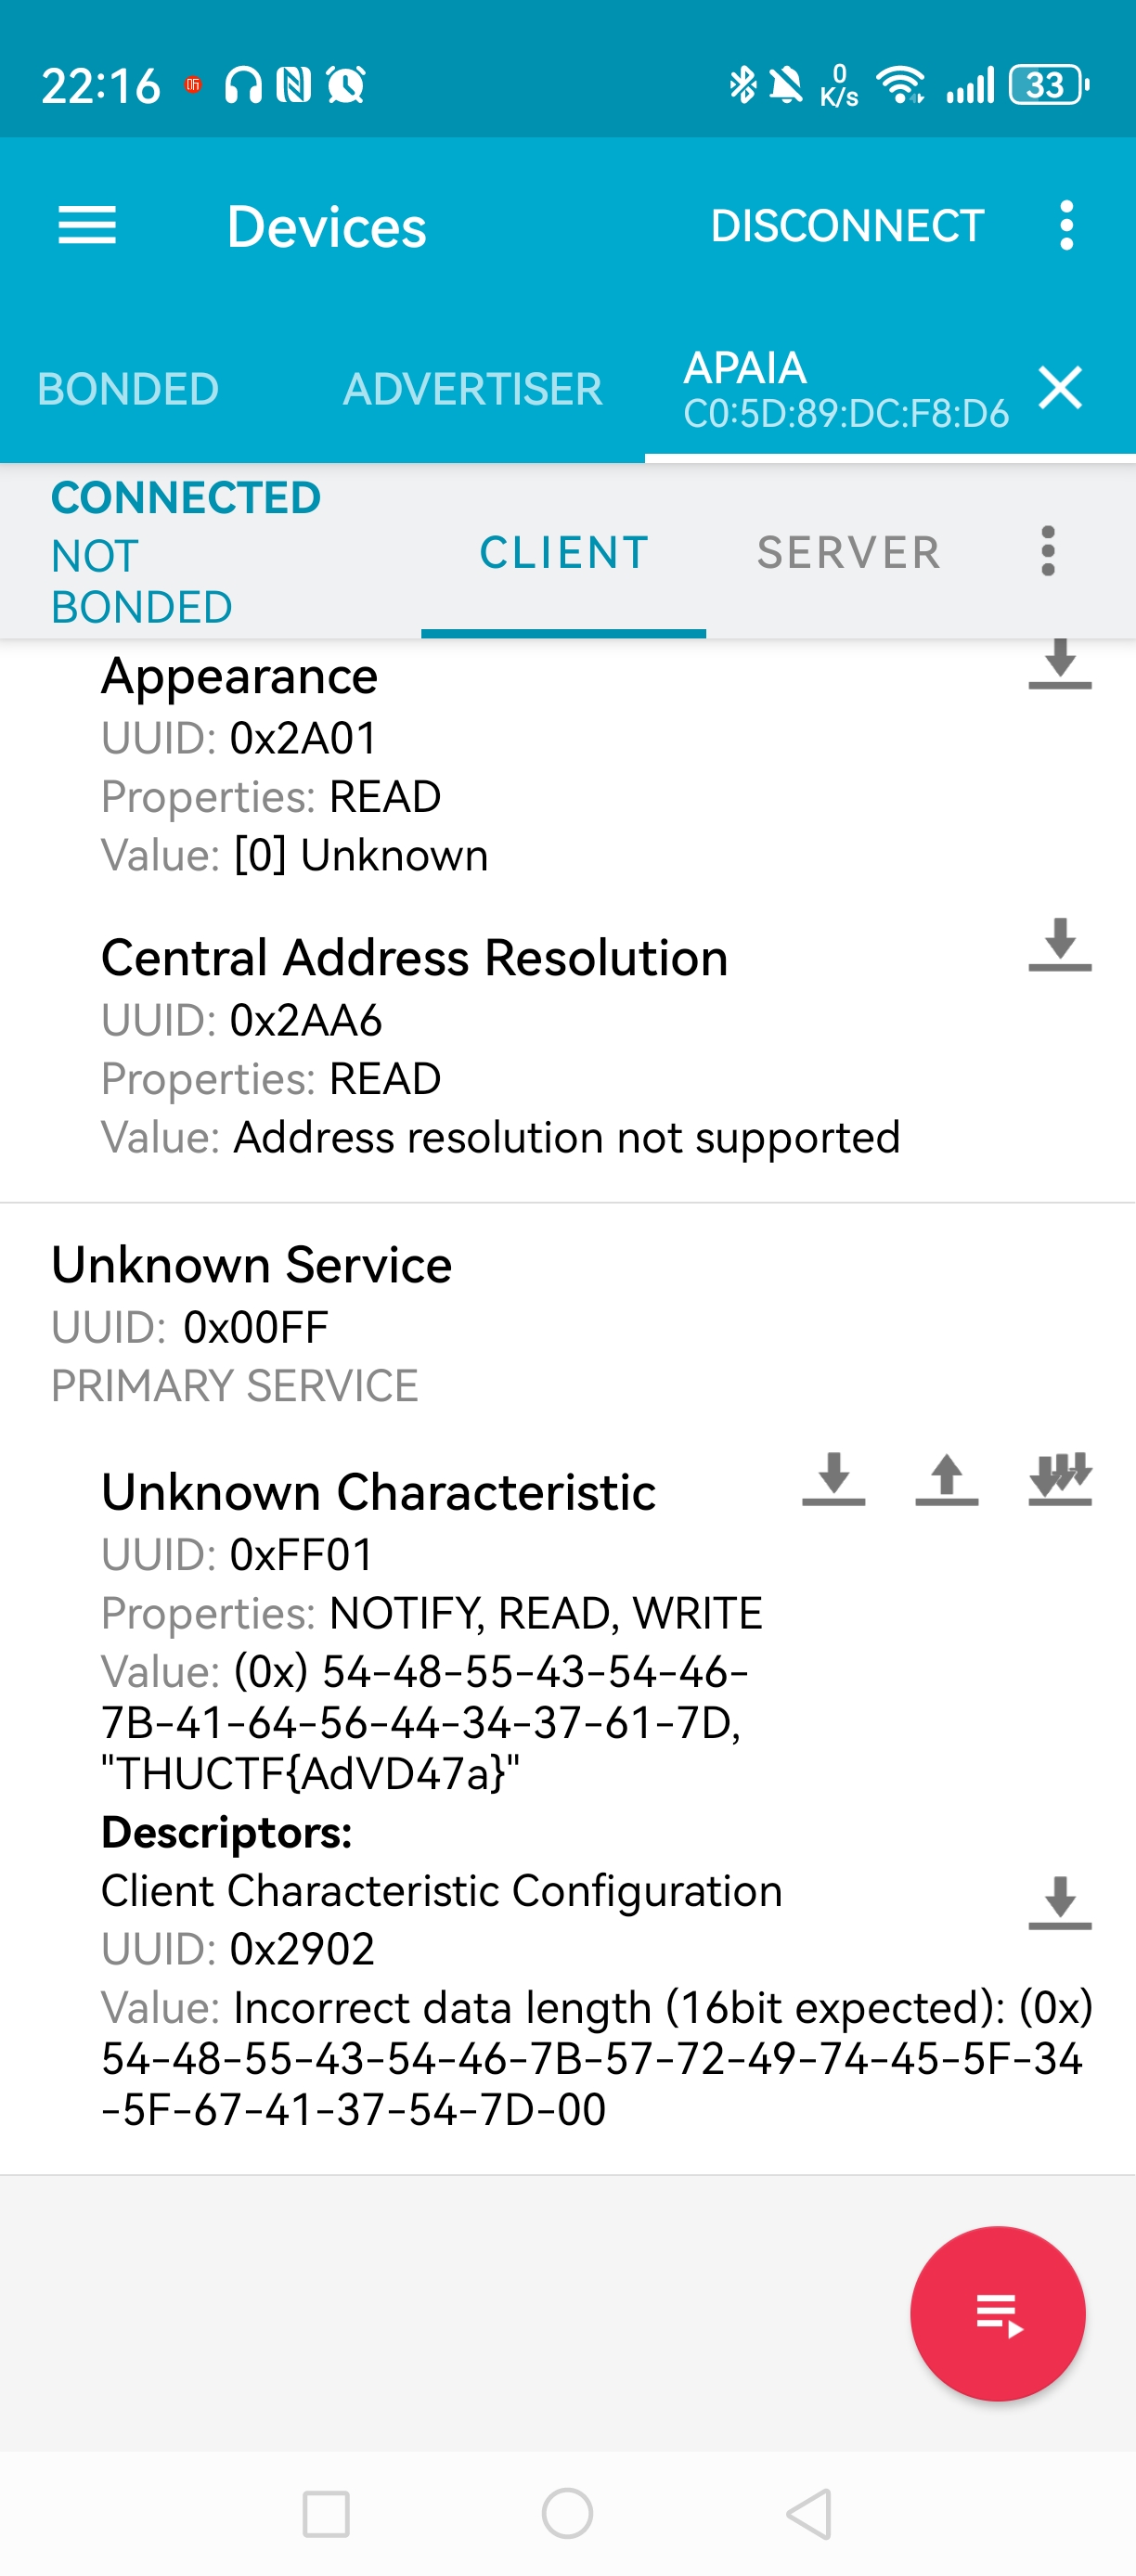 22:16
0
K/s
33
Devices
DISCONNECT
BONDED
ADVERTISER
APAIA
C0:5D:89:DC:F8:D6
CONNECTED
NOT
BONDED
CLIENT
SERVER
Appearance
UUID: 0x2A01
Properties: READ
Value: [0] Unknown
Central Address Resolution
UUID: 0x2AA6
Properties: READ
Value: Address resolution not supported
Unknown Service
UUID: 0x00FF
PRIMARY SERVICE
Unknown Characteristic
UUID: 0xFF01
Properties: NOTIFY, READ, WRITE
Value: (0x) 54-48-55-43-54-46-
7B-41-64-56-44-34-37-61-7D,
"THUCTF{AdVD47a}"
Descriptors:
Client Characteristic Configuration
UUID: 0x2902
Value: Incorrect data length (16bit expected): (0x)
54-48-55-43-54-46-7B-57-72-49-74-45-5F-34
-5F-67-41-37-54-7D-00